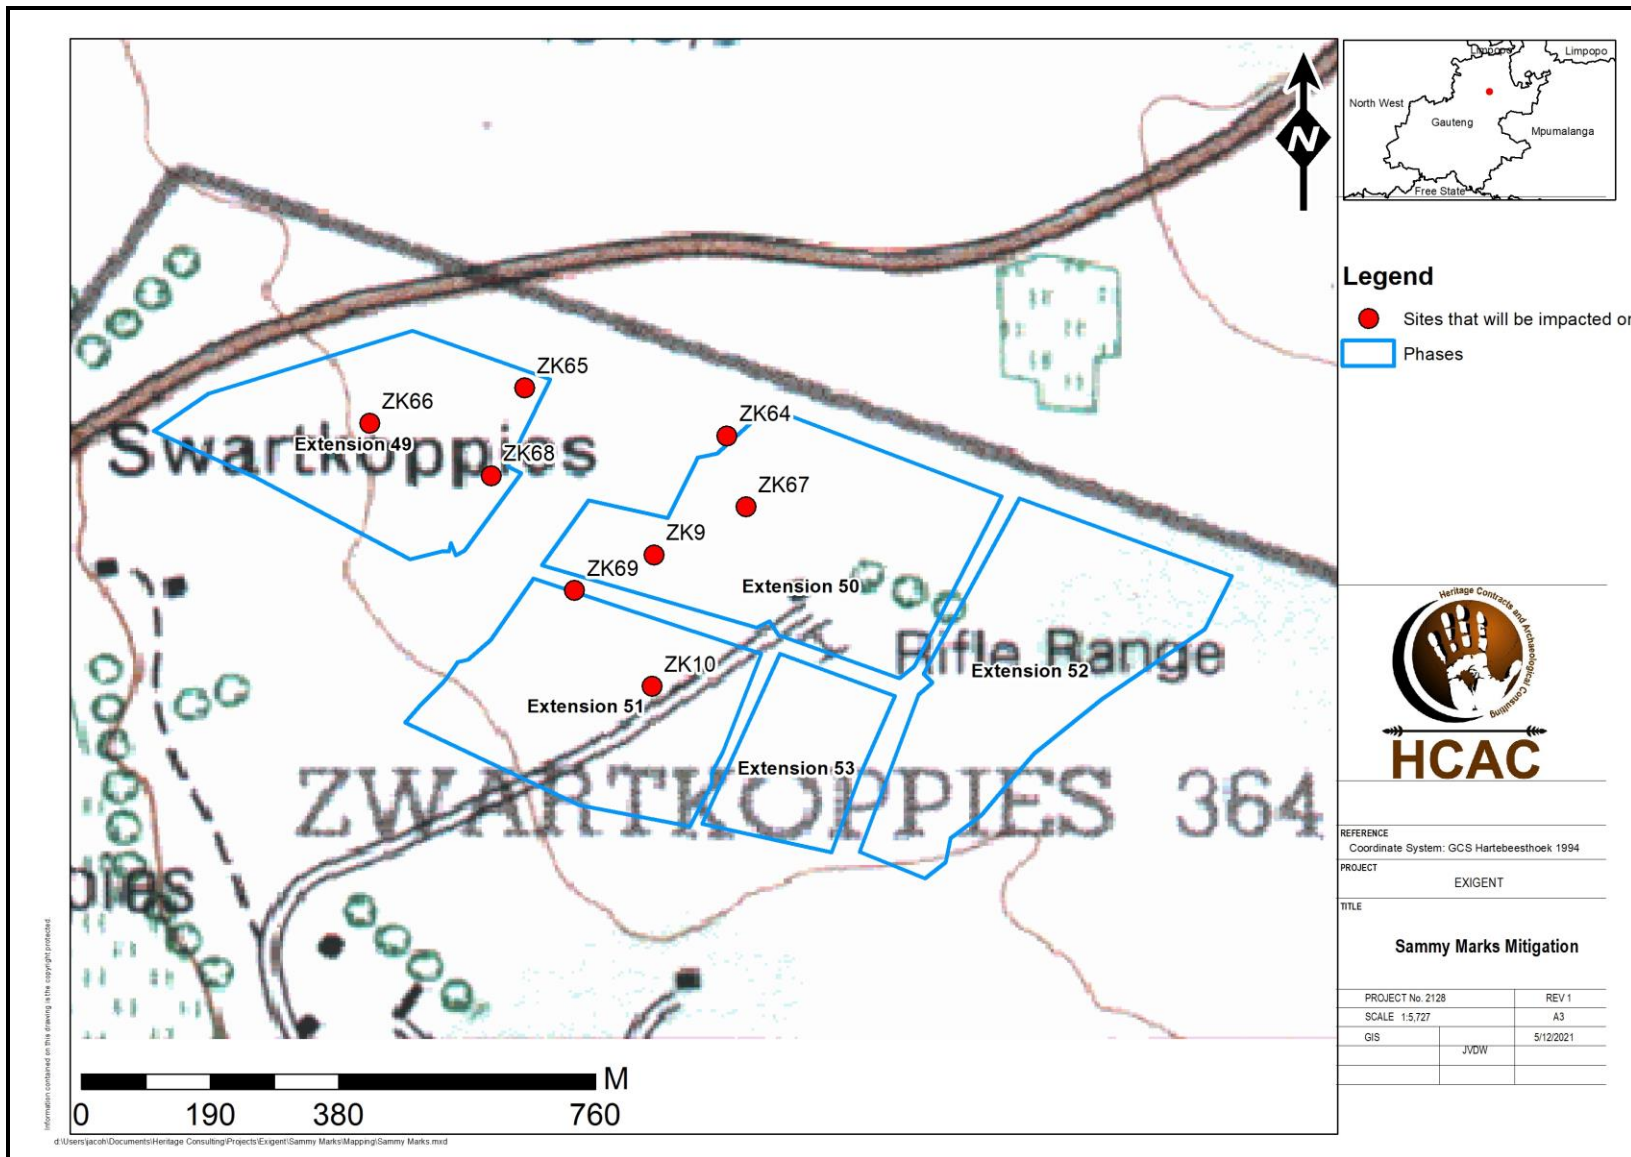 N
Limpopo
Limpopo
North West
Gauteng
Mpumalanga
Free State
Legend
Sites that will be impacted on
Phases
ZK65
ZK66
ZK64
Swartkoppies
Extension 49
ZK68
ZK67
ZK9
ZK69
Extension 50
Rifle Range
Extension 52
ZK10
Extension 51
Extension 53
ZWARTKOPPIES 364
pies
Heritage Contracts and Archaeological Consulting
HCAC
REFERENCE
Coordinate System: GCS Hartebeesthoek 1994
PROJECT
EXIGENT
TITLE
Sammy Marks Mitigation
PROJECT No. 2128 REV 1
SCALE 1:5,727 A3
GIS 5/12/2021
JVDW
M
0 190 380 760
Information contained on this drawing is the copyright protected.
d:\Users\jacoh\Documents\Heritage Consulting\Projects\Exigent\Sammy Marks\Mapping\Sammy Marks.mxd